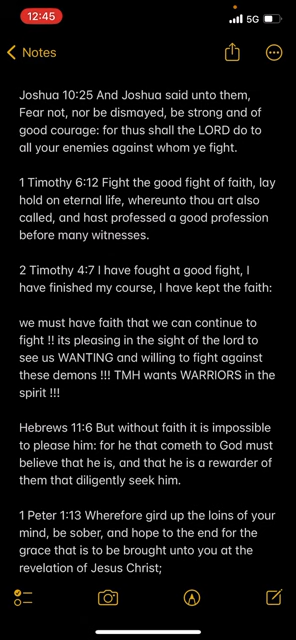 12:45
5G
Notes
Joshua 10:25 And Joshua said unto them,
Fear not, nor be dismayed, be strong and of
good courage: for thus shall the LORD do to
all your enemies against whom ye fight.
1 Timothy 6:12 Fight the good fight of faith, lay
hold on eternal life, whereunto thou art also
called, and hast professed a good profession
before many witnesses.
2 Timothy 4:7 I have fought a good fight, I
have finished my course, I have kept the faith:
we must have faith that we can continue to
fight !! its pleasing in the sight of the lord to
see us WANTING and willing to fight against
these demons !!! TMH wants WARRIORS in the
spirit !!!
Hebrews 11:6 But without faith it is impossible
to please him: for he that cometh to God must
believe that he is, and that he is a rewarder of
them that diligently seek him.
1 Peter 1:13 Wherefore gird up the loins of your
mind, be sober, and hope to the end for the
grace that is to be brought unto you at the
revelation of Jesus Christ;